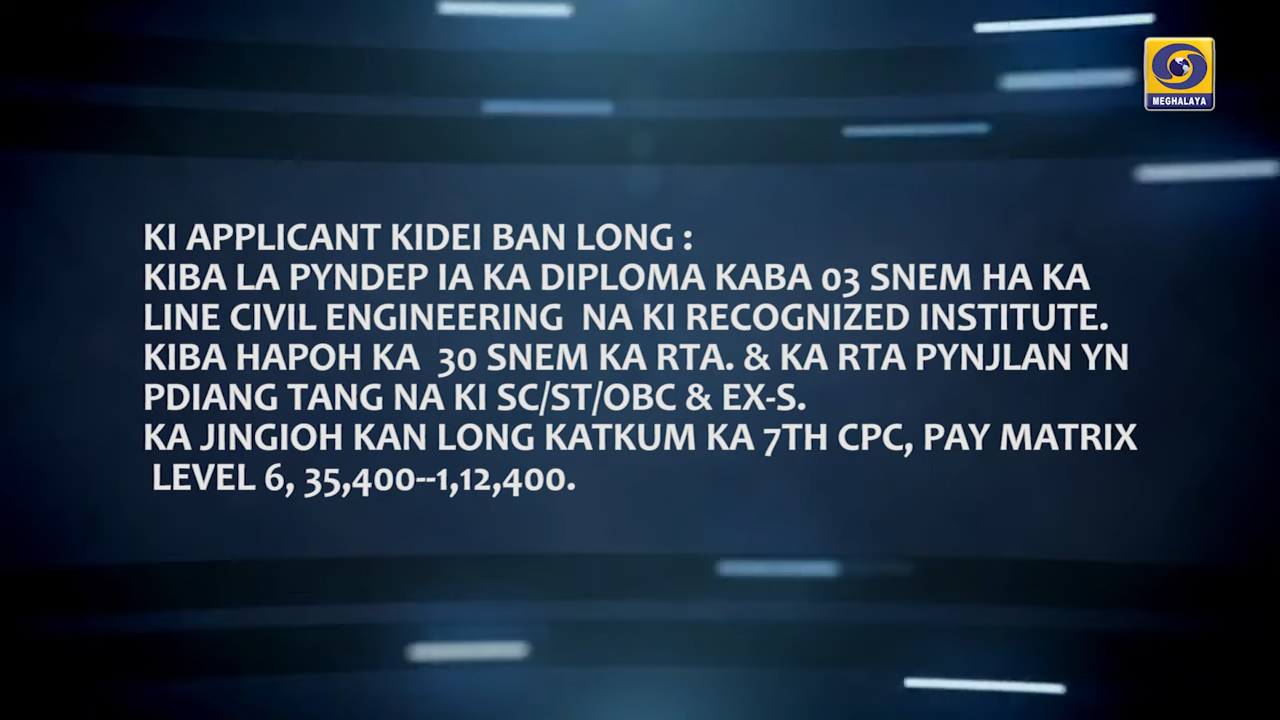 MEGHALAYA
KI APPLICANT KIDEI BAN LONG :
KIBA LA PYNDEP IA KA DIPLOMA KABA 03 SNEM HA KA
LINE CIVIL ENGINEERING NA KI RECOGNIZED INSTITUTE.
KIBA HAPOH KA 30 SNEM KA RTA. & KA RTA PYNJLAN YN
PDIANG TANG NA KI SC/ST/OBC & EX-S.
KA JINGIOH KAN LONG KATKUM KA 7TH CPC, PAY MATRIX
LEVEL 6, 35,400--1,12,400.